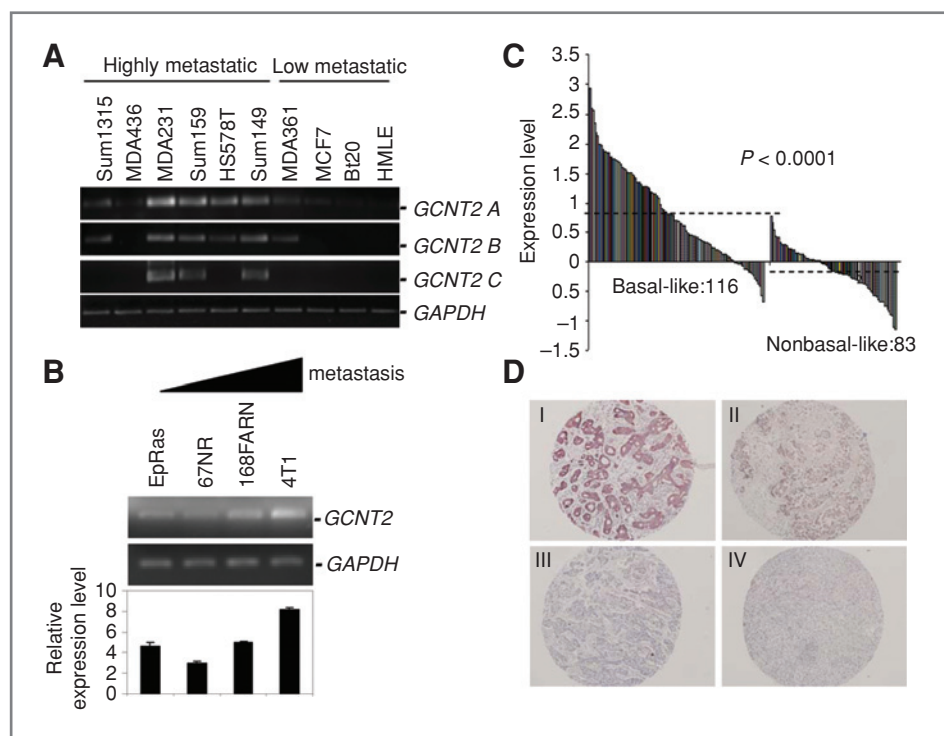 A
Highly metastatic Low metastatic
Sum1315
MDA436
MDA231
Sum159
HS578T
Sum149
MDA361
MCF7
Bt20
HMLE
GCNT2 A
GCNT2 B
GCNT2 C
GAPDH
B
metastasis
EpRas
67NR
168FARN
4T1
GCNT2
GAPDH
Relative
expression level
10
8
6
4
2
0
C
Expression level
3.5
3
2.5
2
1.5
1
0.5
0
0.5
–1
–1.5
P < 0.0001
Basal-like:116
Nonbasal-like:83
D
I
II
III
IV